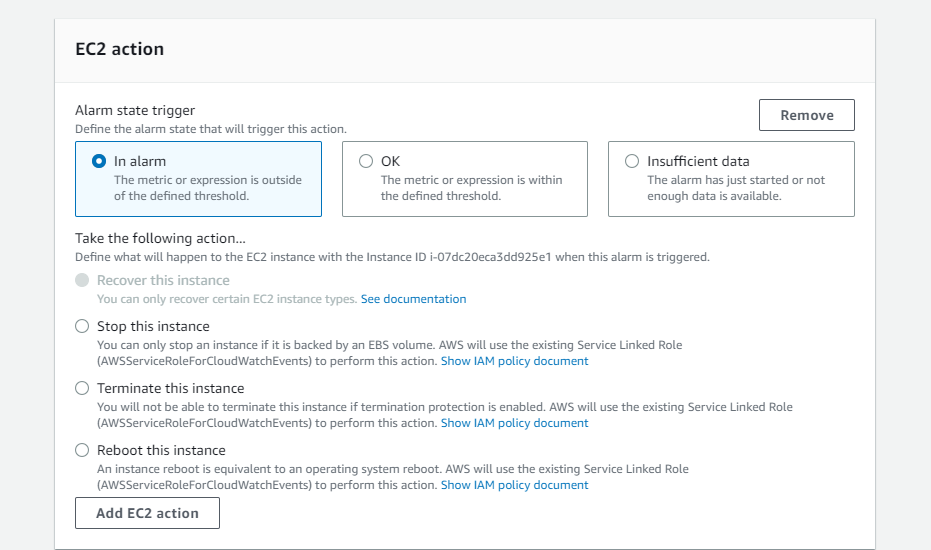 EC2 action
Alarm state trigger
Define the alarm state that will trigger this action.
Remove
In alarm
The metric or expression is outside
of the defined threshold.
OK
The metric or expression is within
the defined threshold.
Insufficient data
The alarm has just started or not
enough data is available.
Take the following action...
Define what will happen to the EC2 instance with the Instance ID i-07dc20eca3dd925e1 when this alarm is triggered.
Recover this instance
You can only recover certain EC2 instance types. See documentation
Stop this instance
You can only stop an instance if it is backed by an EBS volume. AWS will use the existing Service Linked Role
(AWSServiceRoleForCloudWatchEvents) to perform this action. Show IAM policy document
Terminate this instance
You will not be able to terminate this instance if termination protection is enabled. AWS will use the existing Service Linked Role
(AWSServiceRoleForCloudWatchEvents) to perform this action. Show IAM policy document
Reboot this instance
An instance reboot is equivalent to an operating system reboot. AWS will use the existing Service Linked Role
(AWSServiceRoleForCloudWatchEvents) to perform this action. Show IAM policy document
Add EC2 action